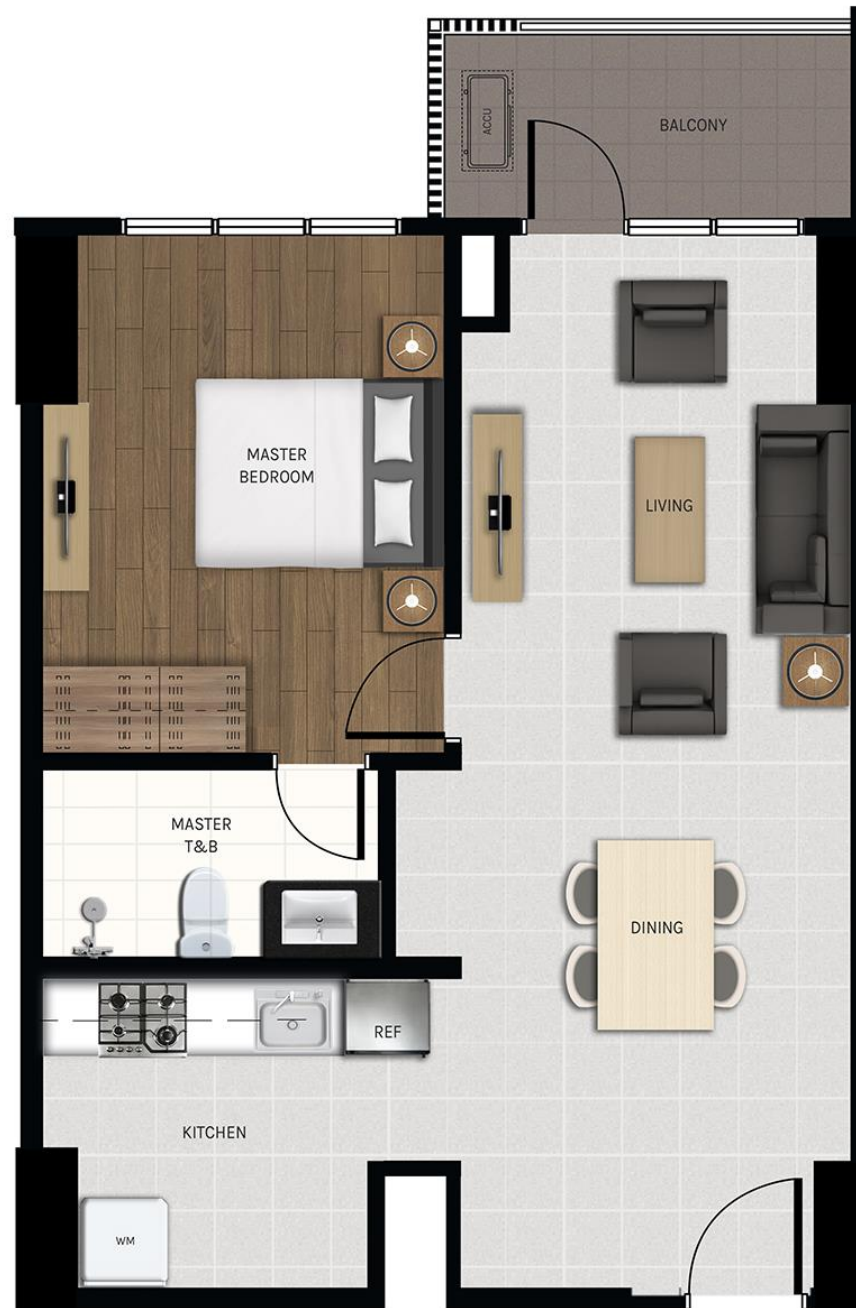 ACCU
BALCONY
MASTER
BEDROOM
LIVING
MASTER
T&B
DINING
REF
KITCHEN
WM